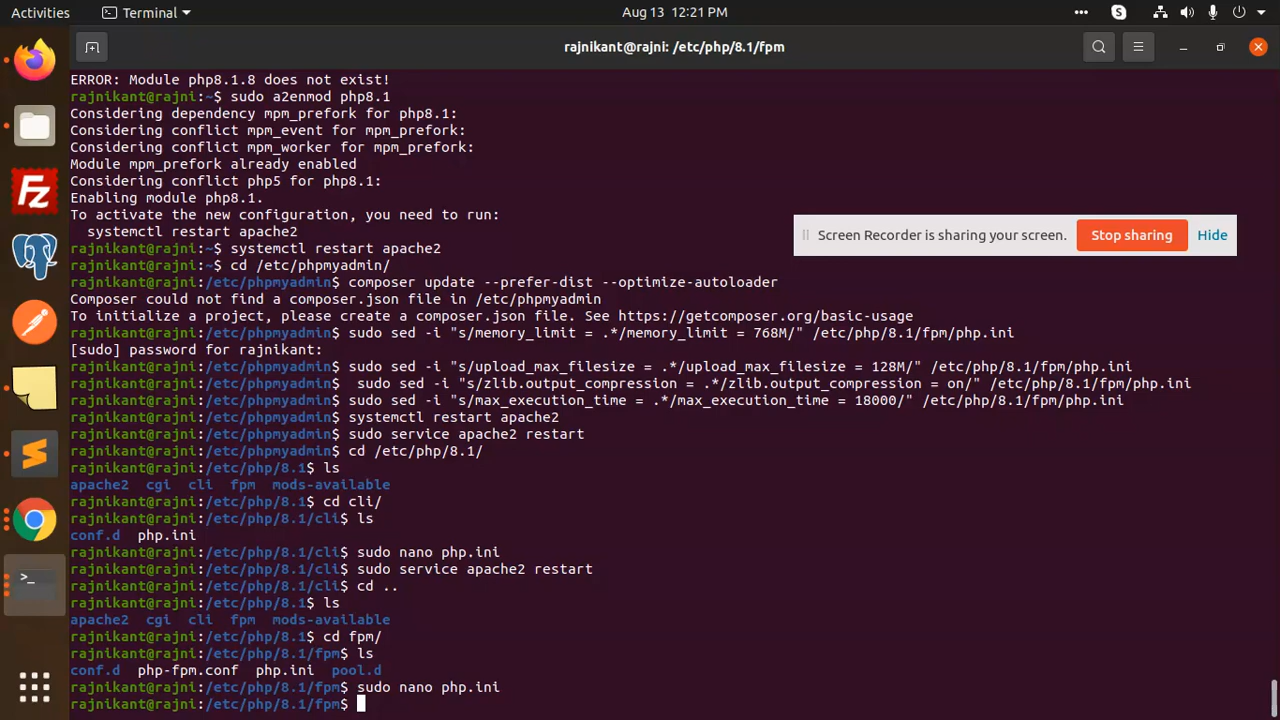 Activities
Terminal
Aug 13 12:21 PM
rajnikant@rajni: /etc/php/8.1/fpm
ERROR: Module php8.1.8 does not exist!
rajnikant@rajni:~$ sudo a2enmod php8.1
Considering dependency mpm_prefork for php8.1:
Considering conflict mpm_event for mpm_prefork:
Considering conflict mpm_worker for mpm_prefork:
Module mpm_prefork already enabled
Considering conflict php5 for php8.1:
Enabling module php8.1.
To activate the new configuration, you need to run:
  systemctl restart apache2
Screen Recorder is sharing your screen. Stop sharing Hide
rajnikant@rajni:~$ systemctl restart apache2
rajnikant@rajni:~$ cd /etc/phpmyadmin/
rajnikant@rajni:/etc/phpmyadmin$ composer update --prefer-dist --optimize-autoloader
Composer could not find a composer.json file in /etc/phpmyadmin
To initialize a project, please create a composer.json file. See https://getcomposer.org/basic-usage
rajnikant@rajni:/etc/phpmyadmin$ sudo sed -i "s/memory_limit = .*/memory_limit = 768M/" /etc/php/8.1/fpm/php.ini
[sudo] password for rajnikant:
rajnikant@rajni:/etc/phpmyadmin$ sudo sed -i "s/upload_max_filesize = .*/upload_max_filesize = 128M/" /etc/php/8.1/fpm/php.ini
rajnikant@rajni:/etc/phpmyadmin$  sudo sed -i "s/zlib.output_compression = .*/zlib.output_compression = on/" /etc/php/8.1/fpm/php.ini
rajnikant@rajni:/etc/phpmyadmin$ sudo sed -i "s/max_execution_time = .*/max_execution_time = 18000/" /etc/php/8.1/fpm/php.ini
rajnikant@rajni:/etc/phpmyadmin$ systemctl restart apache2
rajnikant@rajni:/etc/phpmyadmin$ sudo service apache2 restart
rajnikant@rajni:/etc/phpmyadmin$ cd /etc/php/8.1/
rajnikant@rajni:/etc/php/8.1$ ls
apache2  cgi  cli  fpm  mods-available
rajnikant@rajni:/etc/php/8.1$ cd cli/
rajnikant@rajni:/etc/php/8.1/cli$ ls
conf.d  php.ini
rajnikant@rajni:/etc/php/8.1/cli$ sudo nano php.ini
rajnikant@rajni:/etc/php/8.1/cli$ sudo service apache2 restart
rajnikant@rajni:/etc/php/8.1/cli$ cd ..
rajnikant@rajni:/etc/php/8.1$ ls
apache2  cgi  cli  fpm  mods-available
rajnikant@rajni:/etc/php/8.1$ cd fpm/
rajnikant@rajni:/etc/php/8.1/fpm$ ls
conf.d  php-fpm.conf  php.ini  pool.d
rajnikant@rajni:/etc/php/8.1/fpm$ sudo nano php.ini
rajnikant@rajni:/etc/php/8.1/fpm$